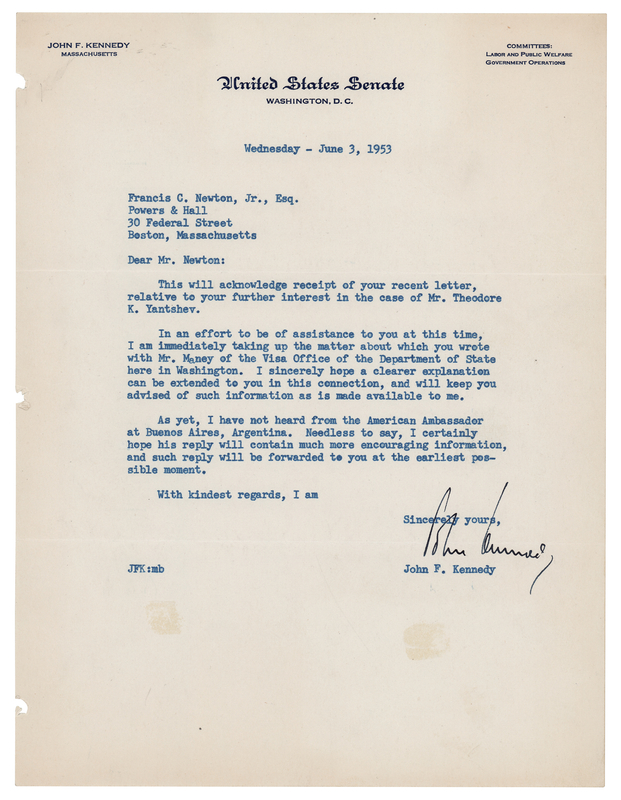 JOHN F. KENNEDY
MASSACHUSETTS
COMMITTEES:
LABOR AND PUBLIC WELFARE
GOVERNMENT OPERATIONS
United States Senate
WASHINGTON, D. C.
Wednesday - June 3, 1953
Francis C. Newton, Jr., Esq.
Powers & Hall
30 Federal Street
Boston, Massachusetts
Dear Mr. Newton:
This will acknowledge receipt of your recent letter,
relative to your further interest in the case of Mr. Theodore
K. Yantshev.
In an effort to be of assistance to you at this time,
I am immediately taking up the matter about which you wrote
with Mr. Maney of the Visa Office of the Department of State
here in Washington. I sincerely hope a clearer explanation
can be extended to you in this connection, and will keep you
advised of such information as is made available to me.
As yet, I have not heard from the American Ambassador
at Buenos Aires, Argentina. Needless to say, I certainly
hope his reply will contain much more encouraging information,
and such reply will be forwarded to you at the earliest pos-
sible moment.
With kindest regards, I am
Sincerely yours,
John Kennedy
JFK:mb
John F. Kennedy